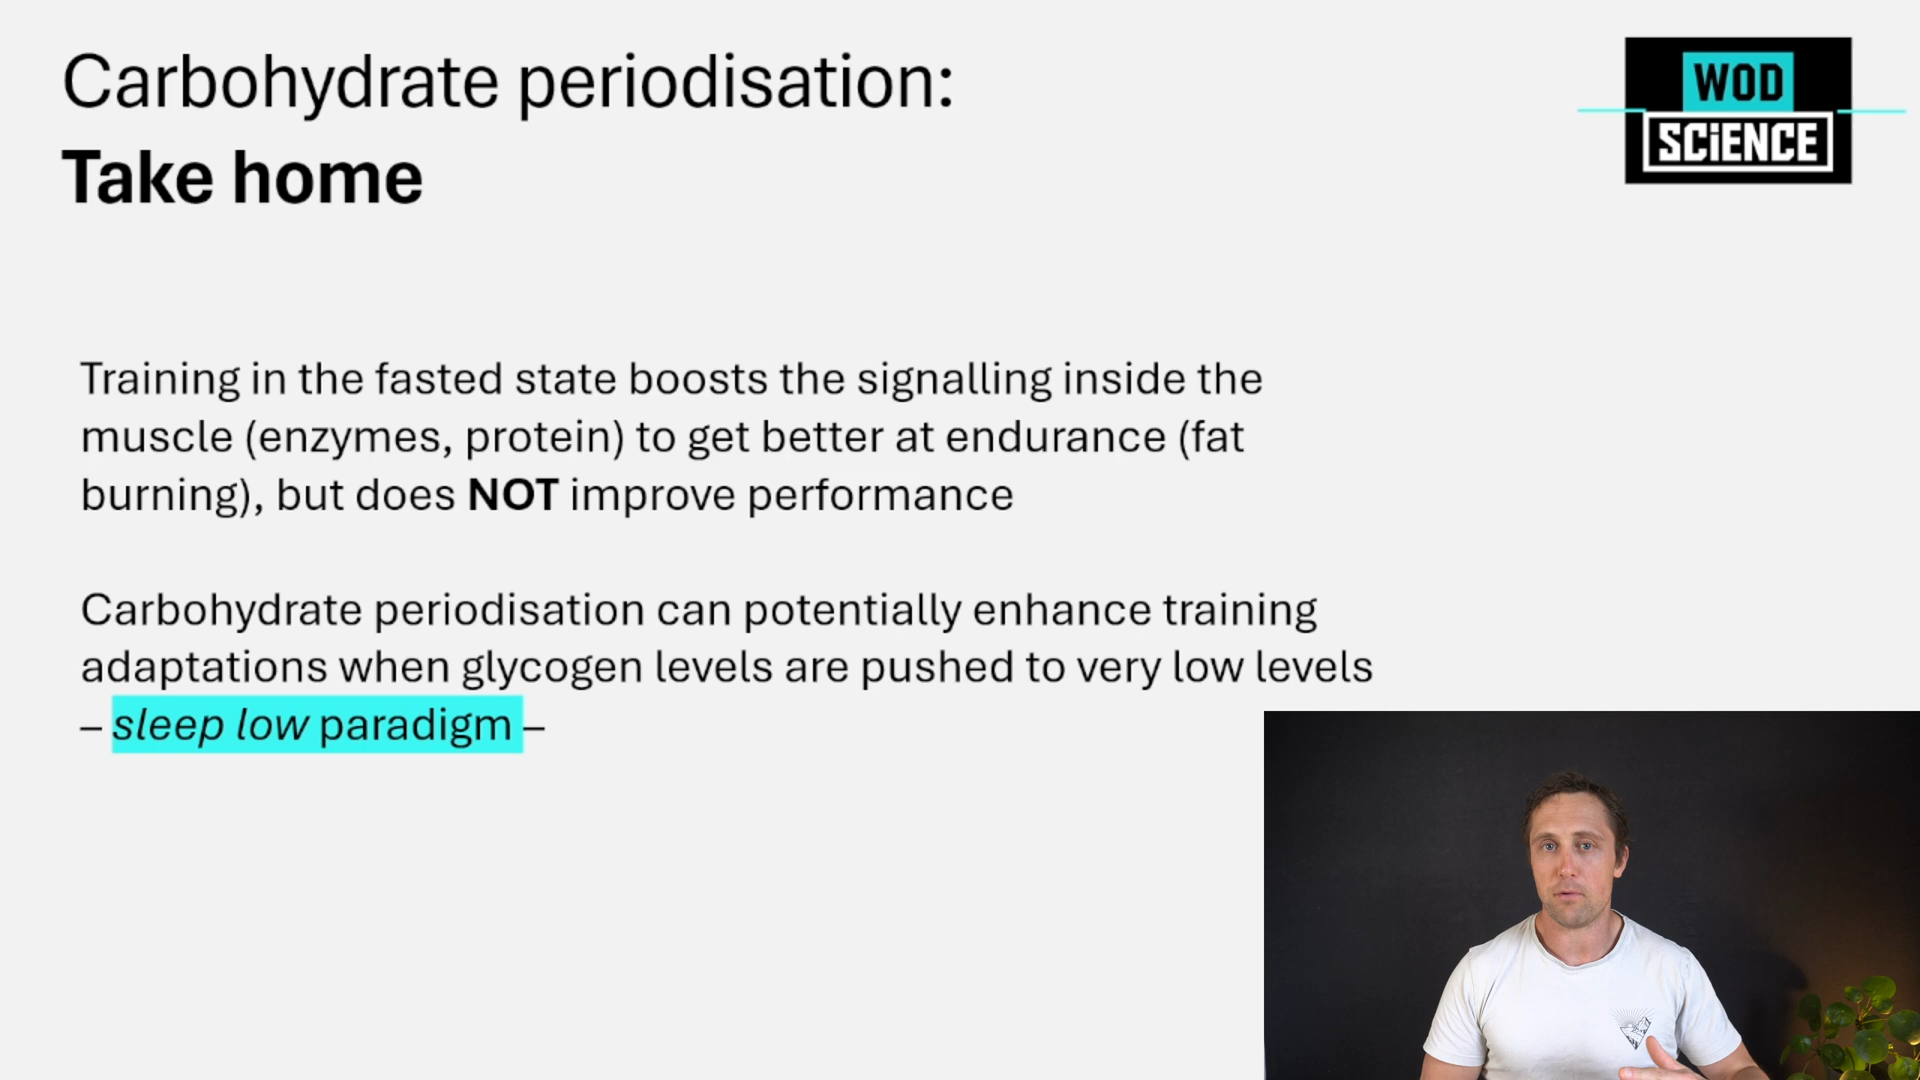 Carbohydrate periodisation:
Take home
WOD
SCiENCE
Training in the fasted state boosts the signalling inside the
muscle (enzymes, protein) to get better at endurance (fat
burning), but does NOT improve performance
Carbohydrate periodisation can potentially enhance training
adaptations when glycogen levels are pushed to very low levels
– sleep low paradigm –